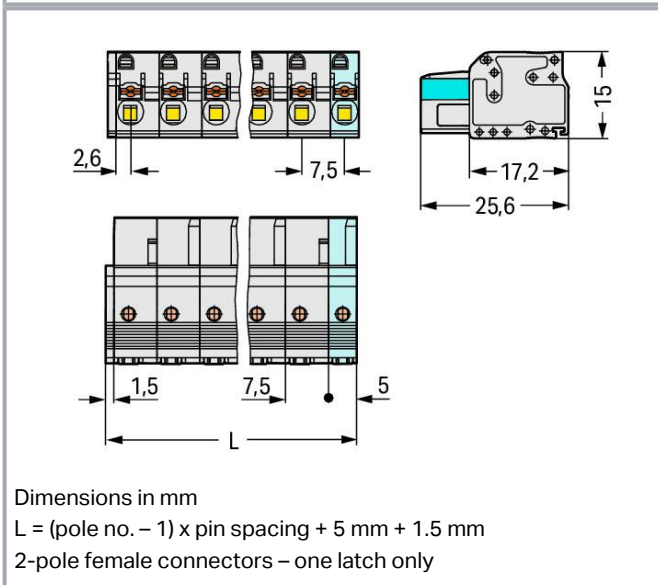 15
2,6
7,5
17,2
25,6
1,5
7,5
5
L
Dimensions in mm
L = (pole no. – 1) x pin spacing + 5 mm + 1.5 mm
2-pole female connectors – one latch only